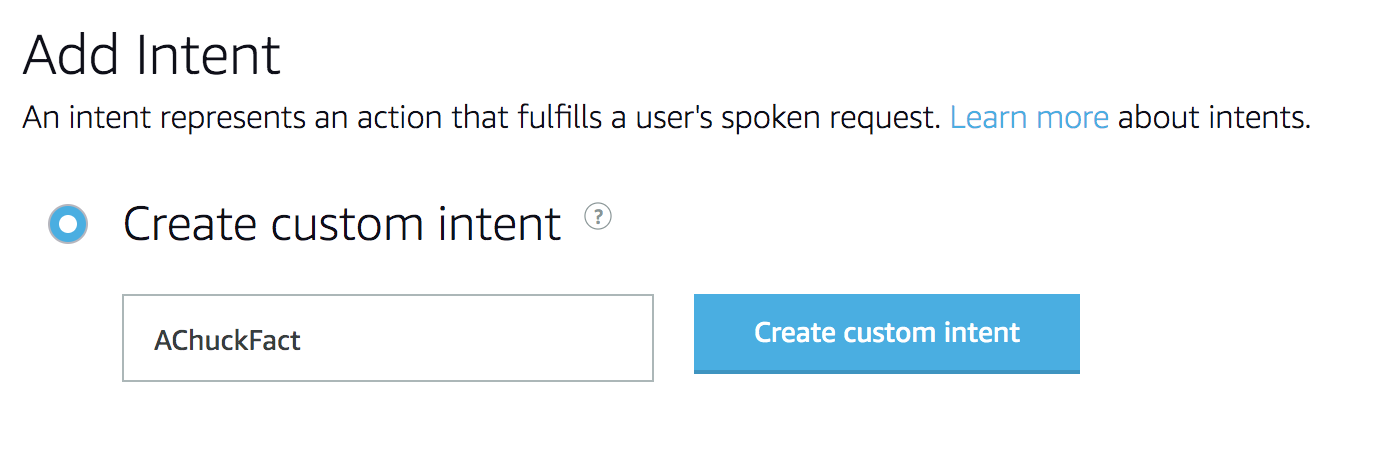 Add Intent
An intent represents an action that fulfills a user's spoken request. Learn more about intents.
Create custom intent ?
AChuckFact
Create custom intent